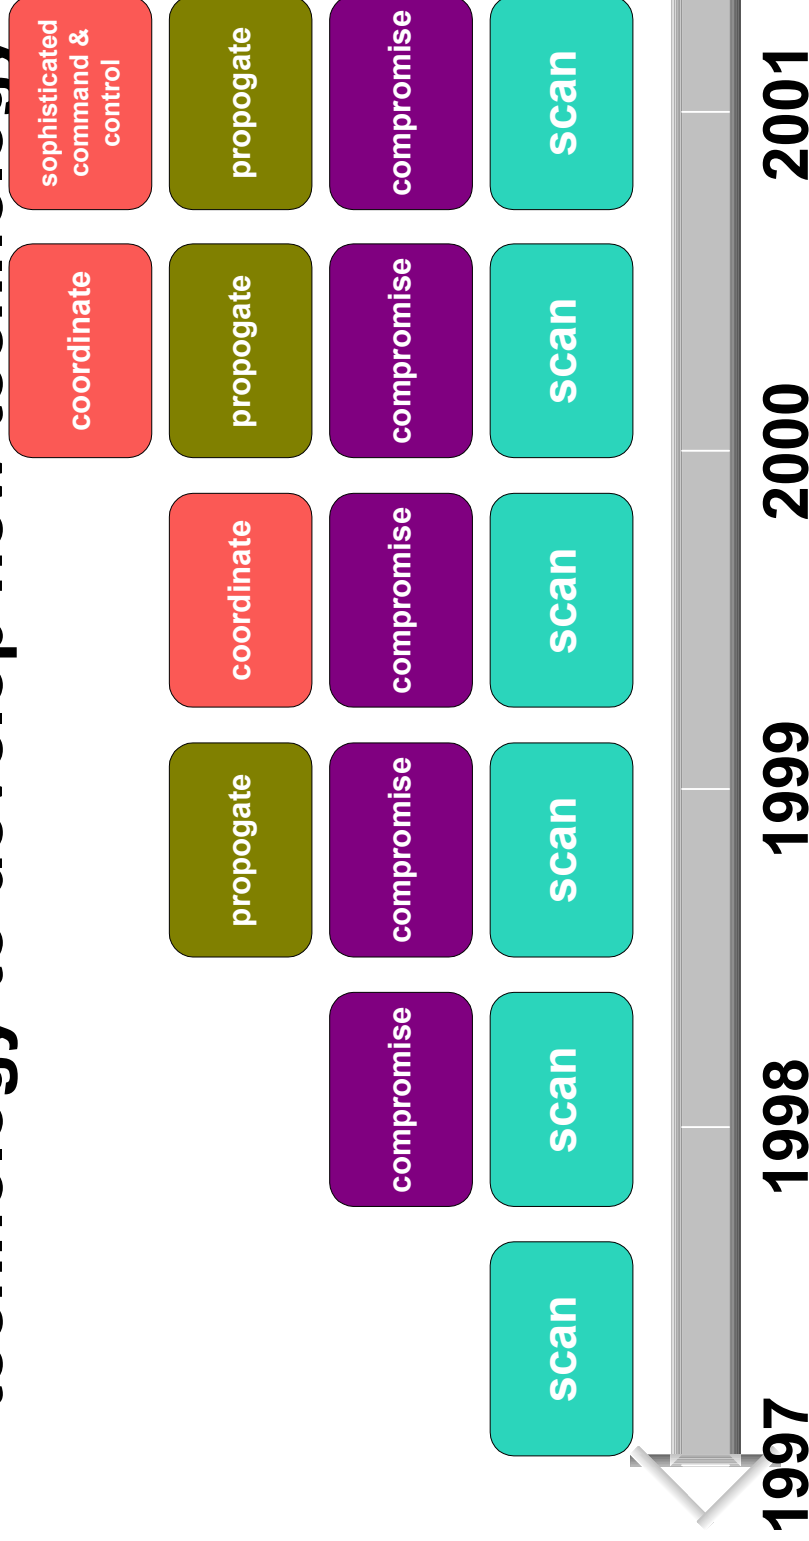 coordinate
sophisticated
command &
control
propogate
coordinate
propogate
propogate
compromise
compromise
compromise
compromise
compromise
scan
scan
scan
scan
scan
scan
1997
1998
1999
2000
2001